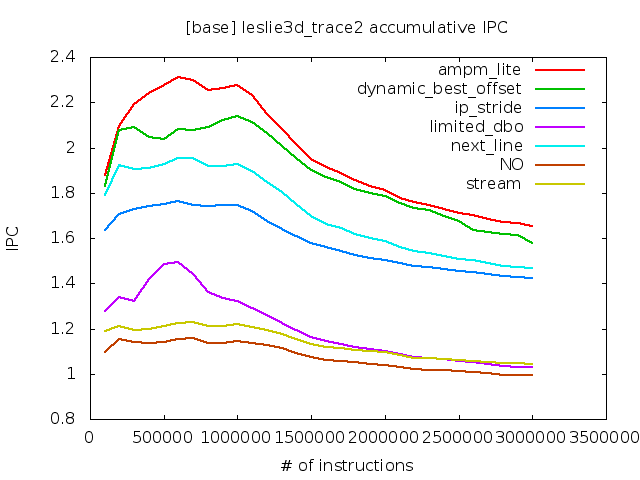 [base] leslie3d_trace2 accumulative IPC
2.4
2.2
2
1.8
1.6
1.4
1.2
1
0.8
IPC
ampm_lite
dynamic_best_offset
ip_stride
limited_dbo
next_line
NO
stream
0 500000 1000000 1500000 2000000 2500000 3000000 3500000
# of instructions